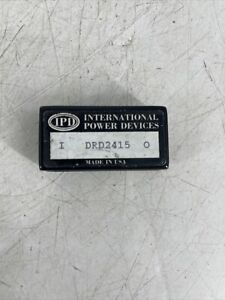 IPD INTERNATIONAL
POWER DEVICES
I DRD2415 O
MADE IN USA